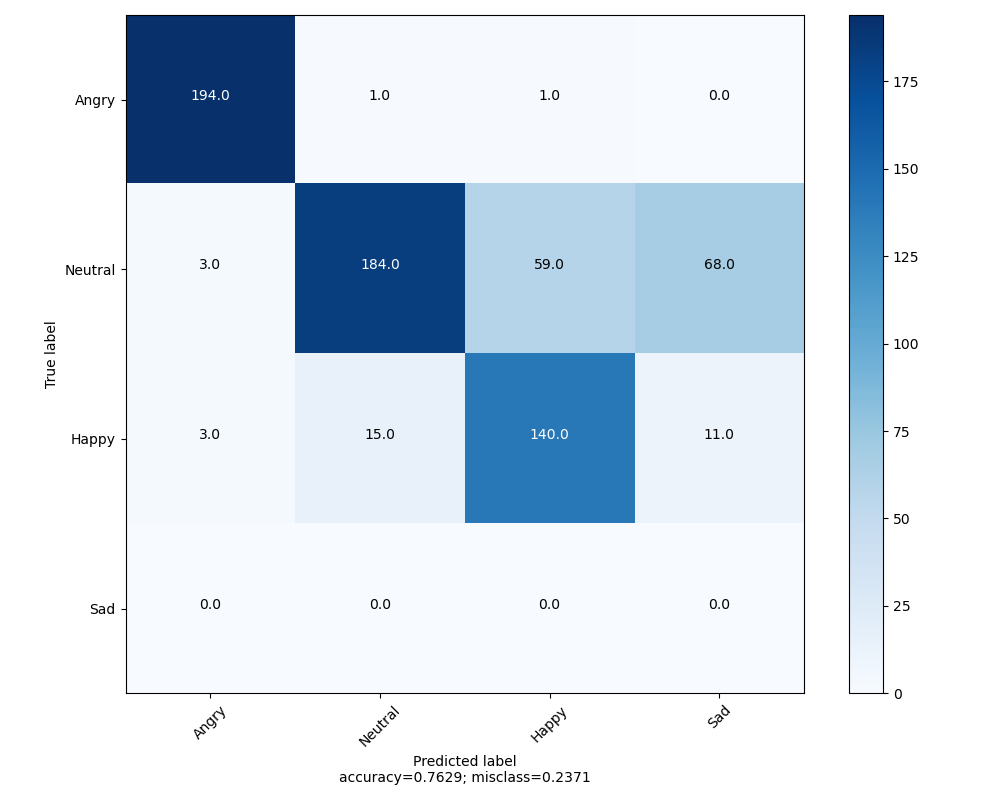 Angry 194.0 1.0 1.0 0.0
Neutral 3.0 184.0 59.0 68.0
Happy 3.0 15.0 140.0 11.0
Sad 0.0 0.0 0.0 0.0
True label
Angry Neutral Happy Sad
Predicted label
accuracy=0.7629; misclass=0.2371
175
150
125
100
75
50
25
0